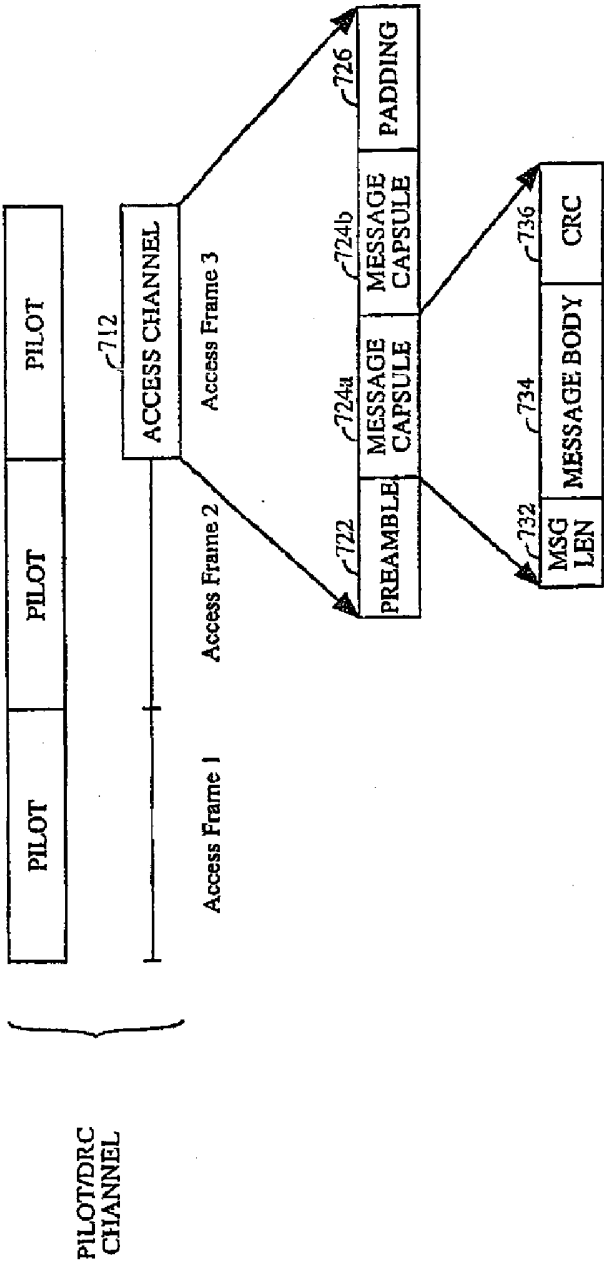 PILOT/DRC
CHANNEL
PILOT
PILOT
PILOT
712
ACCESS CHANNEL
Access Frame 1
Access Frame 2
Access Frame 3
722
724a
724b
726
PREAMBLE
MESSAGE
CAPSULE
MESSAGE
CAPSULE
PADDING
732
734
736
MSG
LEN
MESSAGE BODY
CRC